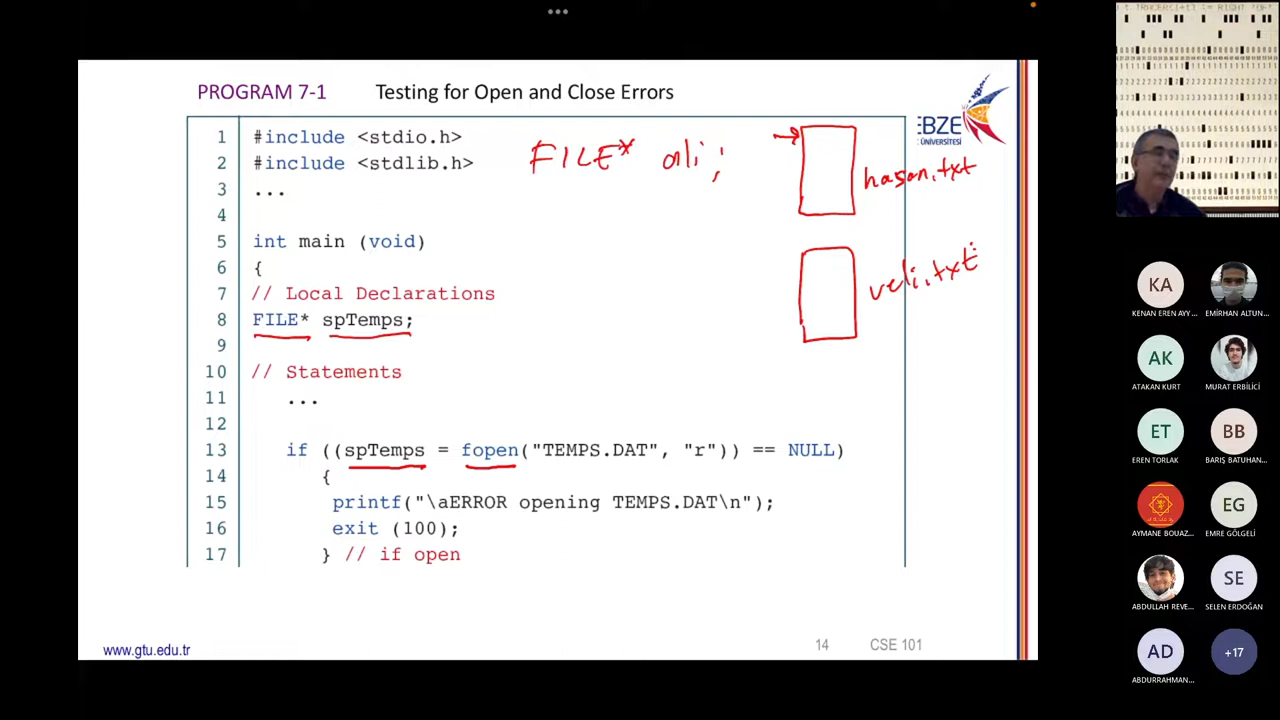 PROGRAM 7-1 Testing for Open and Close Errors
EBZE
ÜNİVERSİTESİ
1 #include <stdio.h>
2 #include <stdlib.h>
3 ...
4
5 int main (void)
6 {
7 // Local Declarations
8 FILE* spTemps;
9
10 // Statements
11 ...
12
13 if ((spTemps = fopen("TEMPS.DAT", "r")) == NULL)
14 {
15 printf("\aERROR opening TEMPS.DAT\n");
16 exit (100);
17 } // if open
FILE* ali;
hasan.txt
veli.txt
www.gtu.edu.tr 14 CSE 101
KA
KENAN EREN AYY... EMİRHAN ALTUN...
AK
ATAKAN KURT MURAT ERBİLİCİ
ET BB
EREN TORLAK BARIŞ BATUHAN...
EG
AYMANE BOUAZ... EMRE GÖLGELİ
SE
ABDULLAH REVE... SELEN ERDOĞAN
AD +17
ABDURRAHMAN...